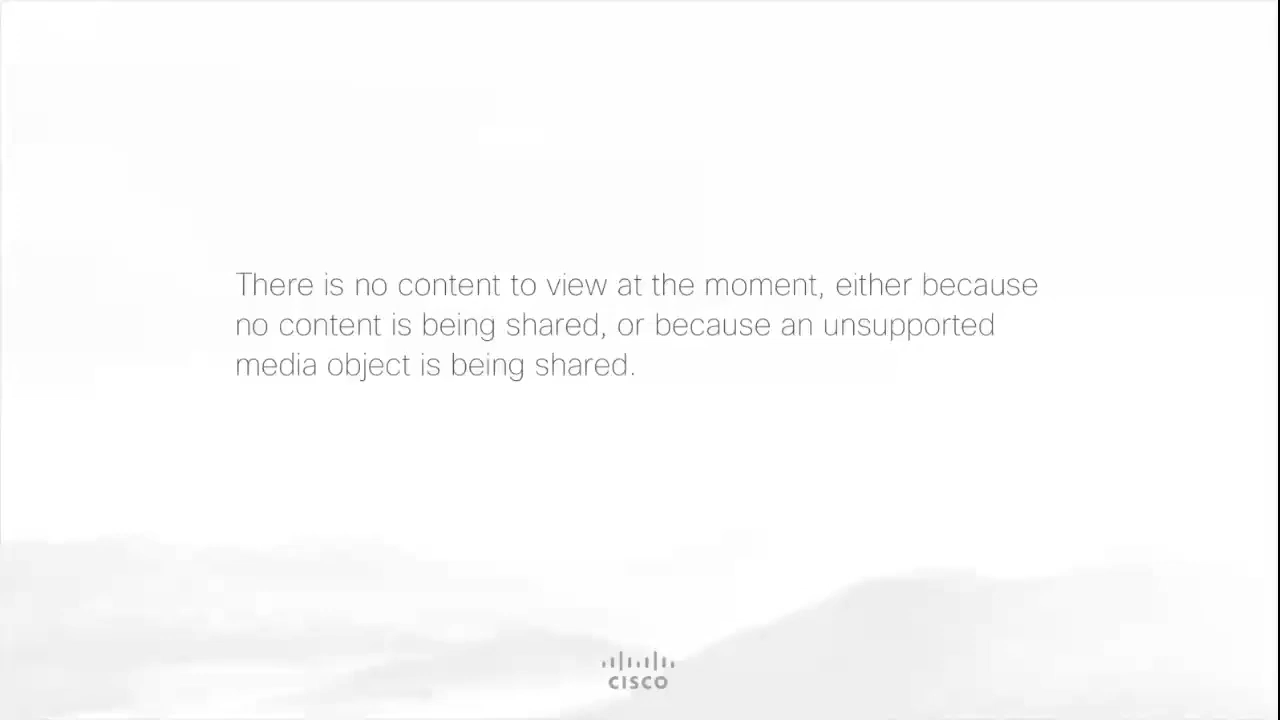 There is no content to view at the moment, either because
no content is being shared, or because an unsupported
media object is being shared.
CISCO